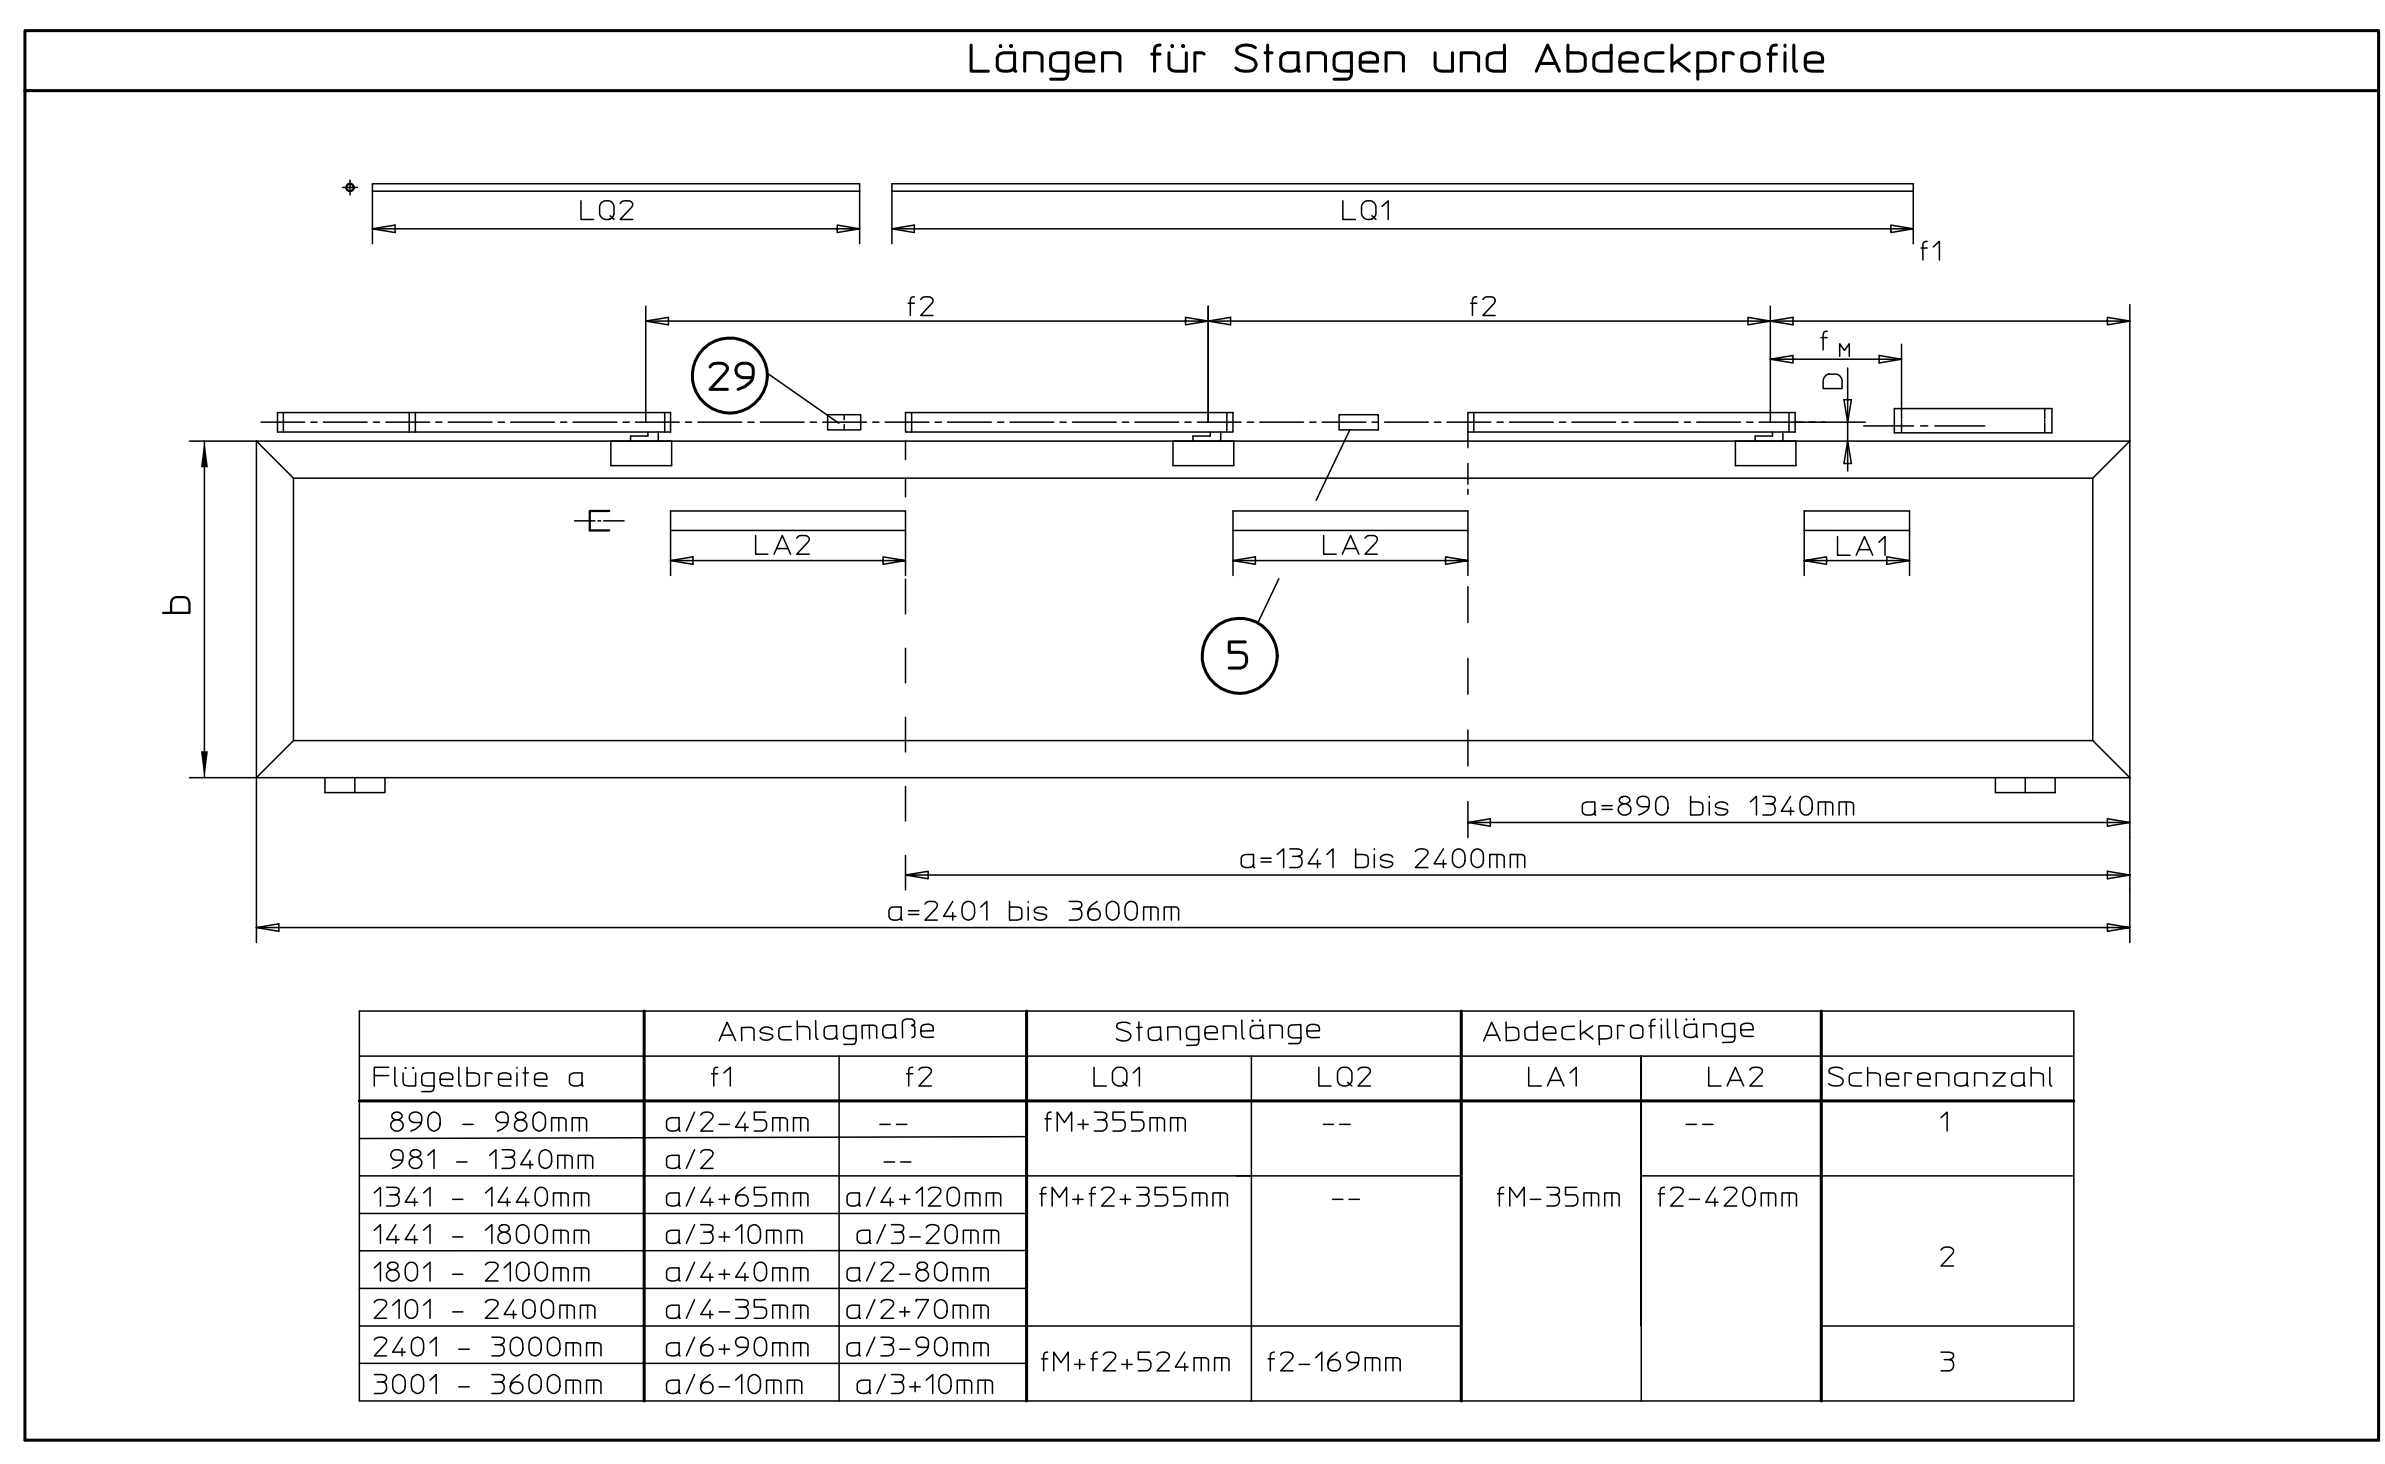 Längen für Stangen und Abdeckprofile
LQ2
LQ1
f1
f2
f2
fM
29
D
LA2
LA2
LA1
b
5
a=890 bis 1340mm
a=1341 bis 2400mm
a=2401 bis 3600mm
Anschlagmaße Stangenlänge Abdeckprofillänge
Flügelbreite a f1 f2 LQ1 LQ2 LA1 LA2 Scherenanzahl
890 - 980mm a/2-45mm -- fM+355mm -- -- 1
981 - 1340mm a/2 --
1341 - 1440mm a/4+65mm a/4+120mm fM+f2+355mm -- fM-35mm f2-420mm
1441 - 1800mm a/3+10mm a/3-20mm
2
1801 - 2100mm a/4+40mm a/2-80mm
2101 - 2400mm a/4-35mm a/2+70mm
2401 - 3000mm a/6+90mm a/3-90mm
fM+f2+524mm f2-169mm 3
3001 - 3600mm a/6-10mm a/3+10mm